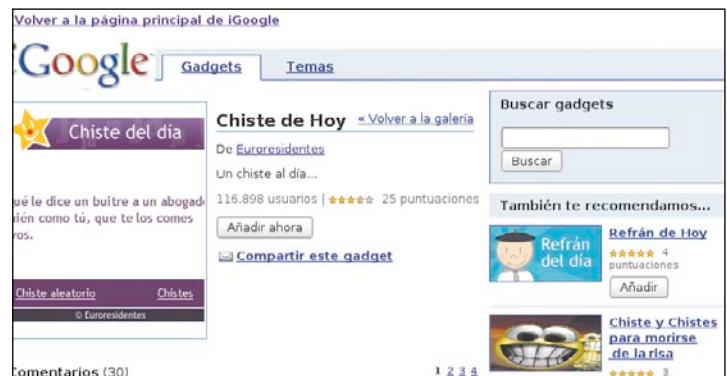 Volver a la página principal de iGoogle
iGoogle
Gadgets Temas
Chiste del día
ué le dice un buitre a un abogad
ién como tú, que te los comes
vos.
Chiste aleatorio Chistes
© Euroresidentes
Chiste de Hoy « Volver a la galería
De Euroresidentes
Un chiste al día...
116.898 usuarios | 25 puntuaciones
Añadir ahora
Compartir este gadget
Buscar gadgets
Buscar
También te recomendamos...
Refrán del día
Refrán de Hoy
4
puntuaciones
Añadir
Chiste y Chistes
para morirse
de la risa
3
omentarios (30)
1 2 3 4